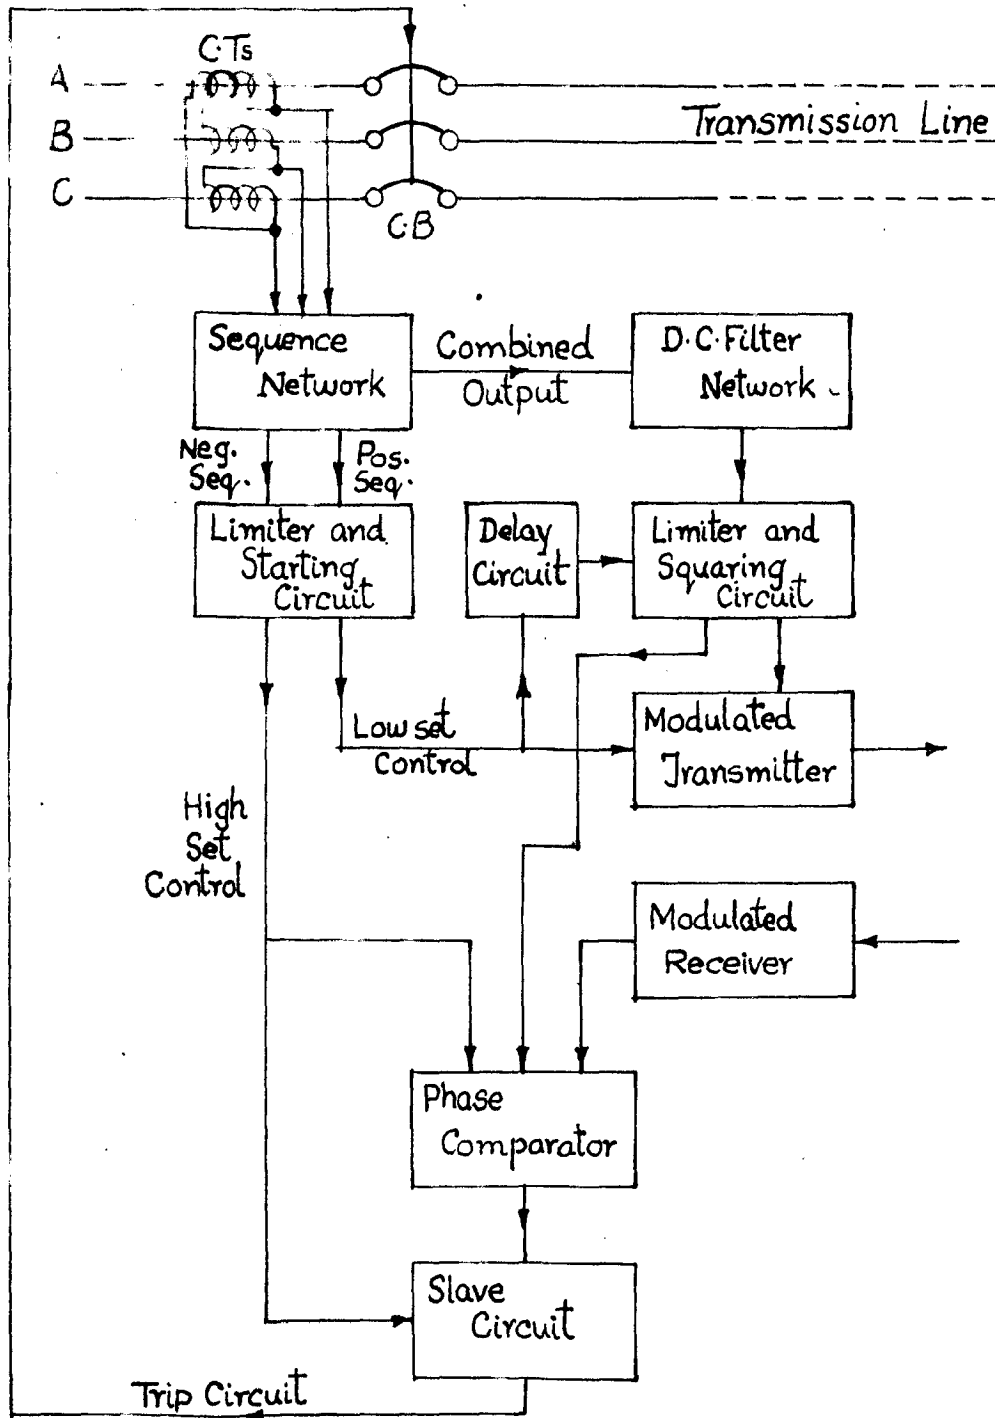 C.Ts
A
B
C
Transmission Line
C.B
Sequence
Network
Combined
Output
D.C.Filter
Network
Neg.
Seq.
Pos.
Seq.
Limiter and
Starting
Circuit
Delay
Circuit
Limiter and
Squaring
Circuit
Low set
Control
Modulated
Transmitter
High
Set
Control
Modulated
Receiver
Phase
Comparator
Slave
Circuit
Trip Circuit